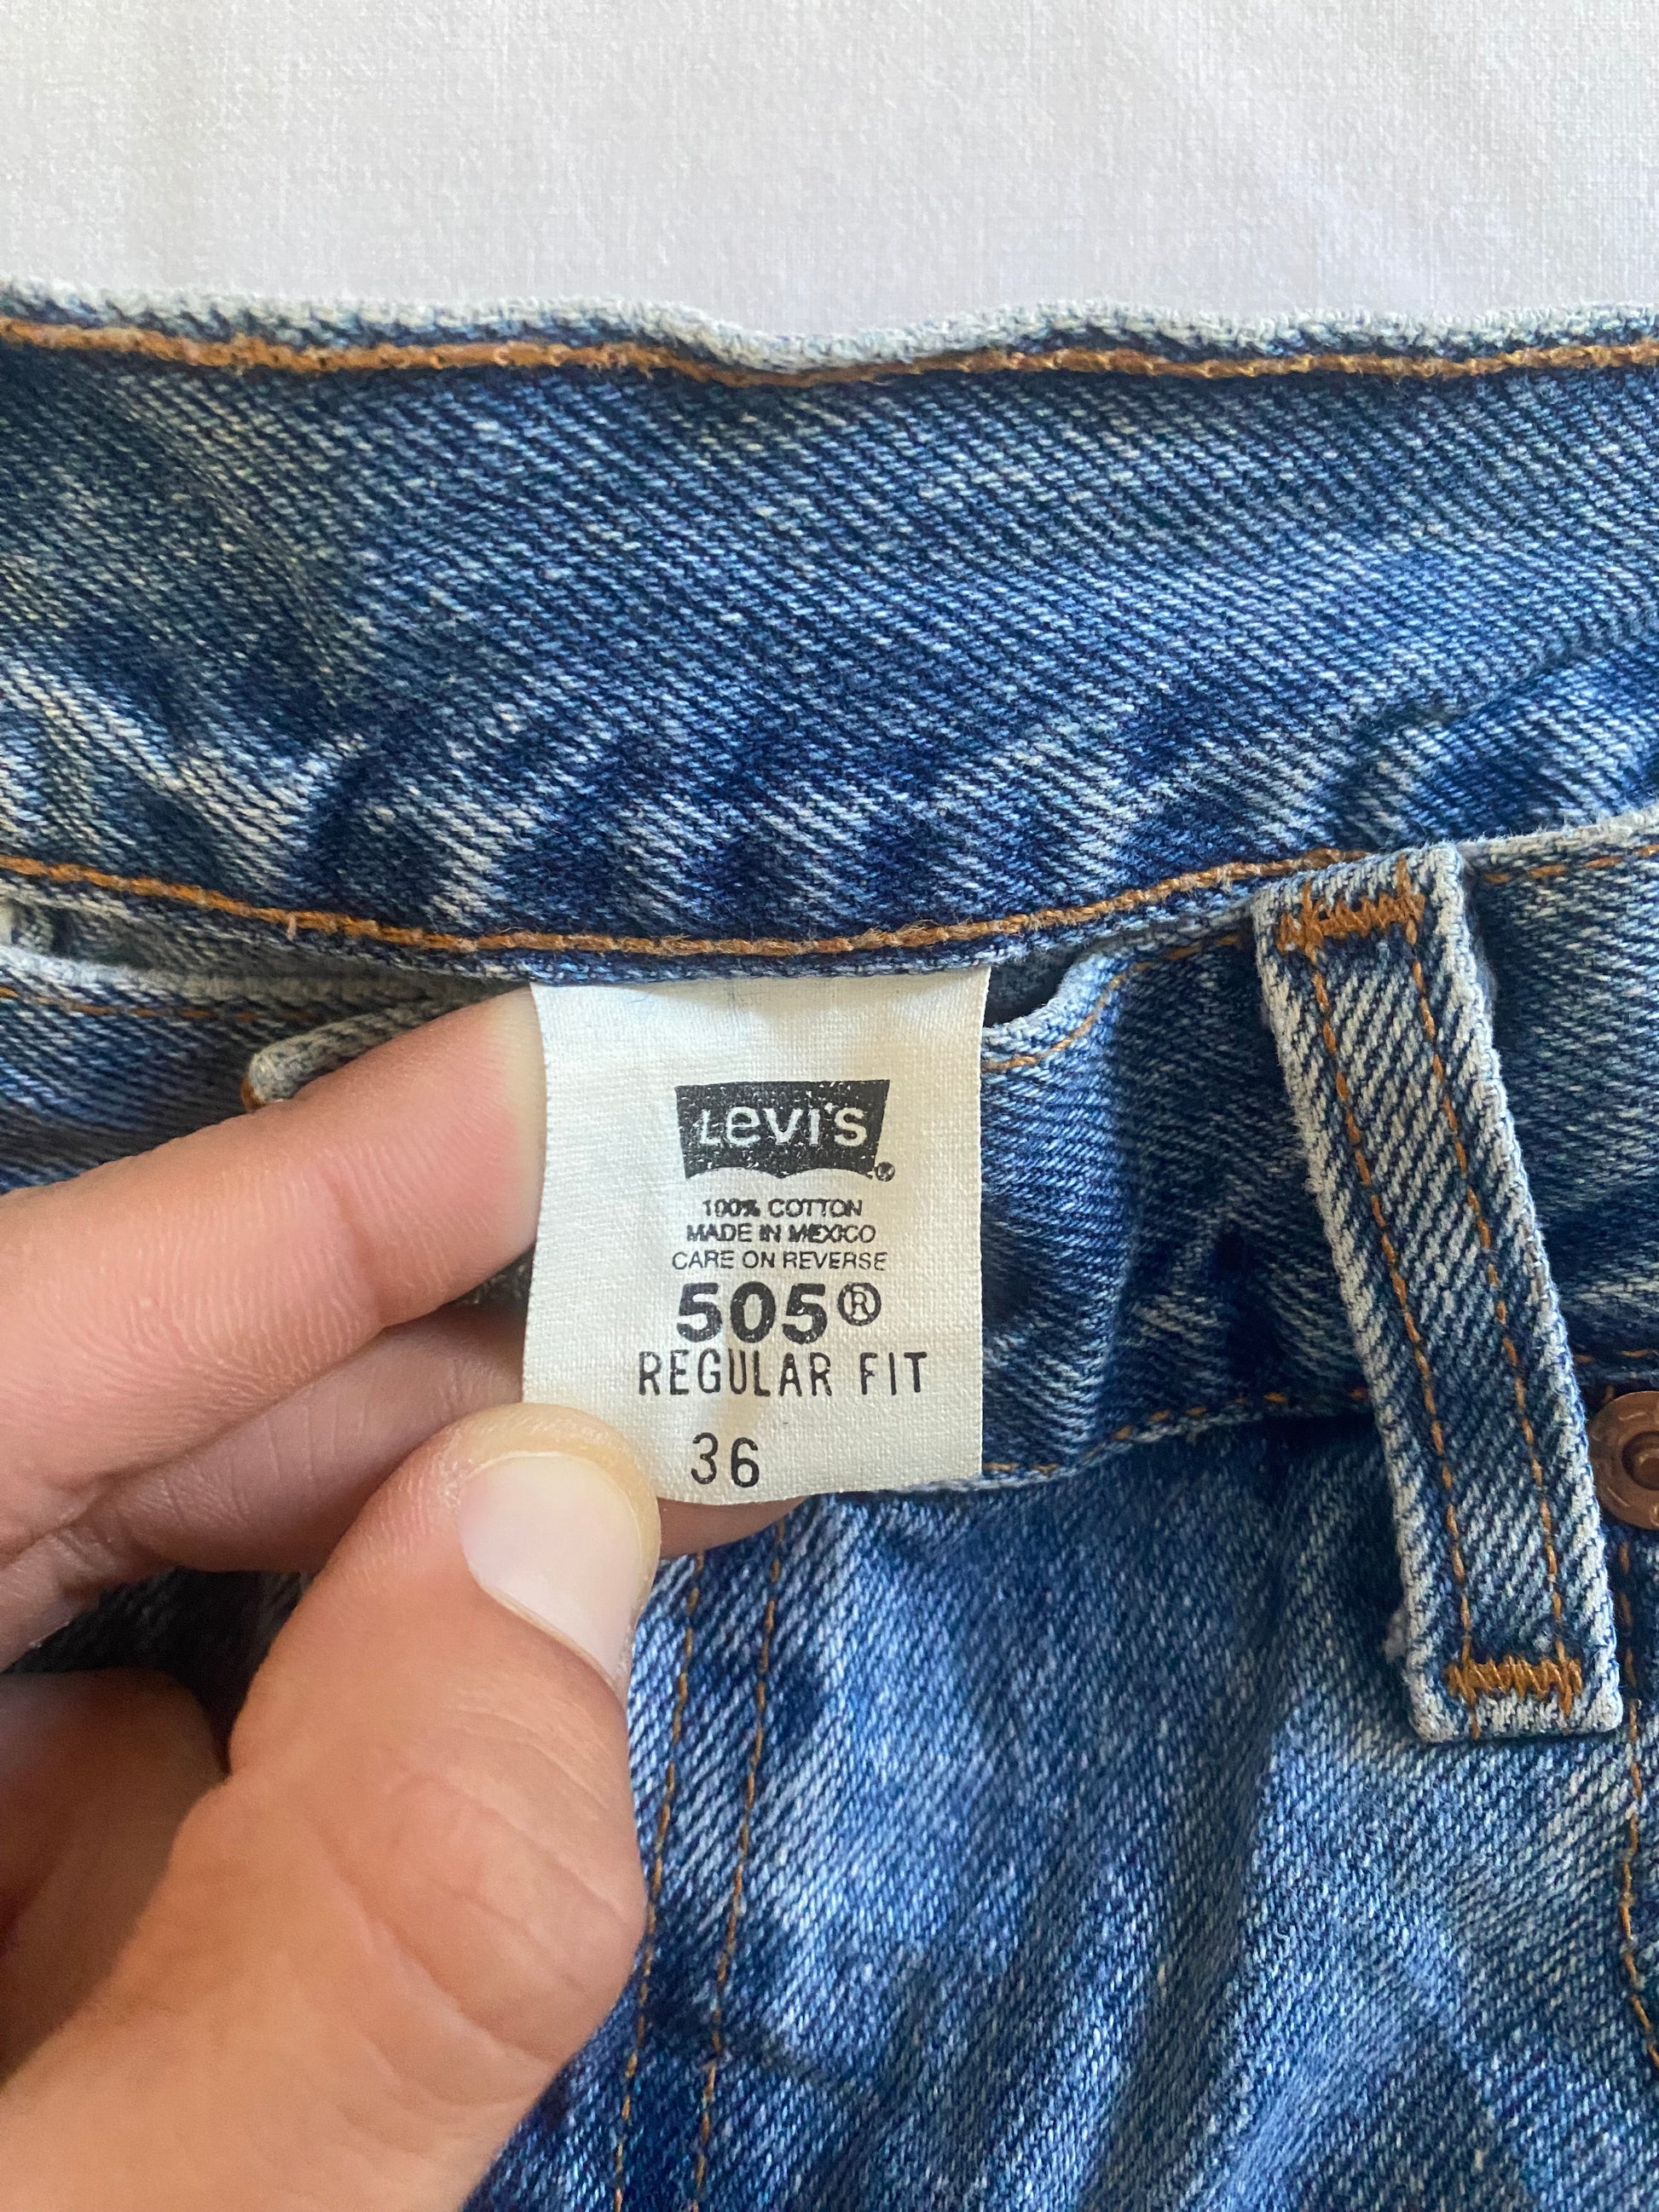 Levi's
100% COTTON
MADE IN MEXICO
CARE ON REVERSE
505®
REGULAR FIT
36